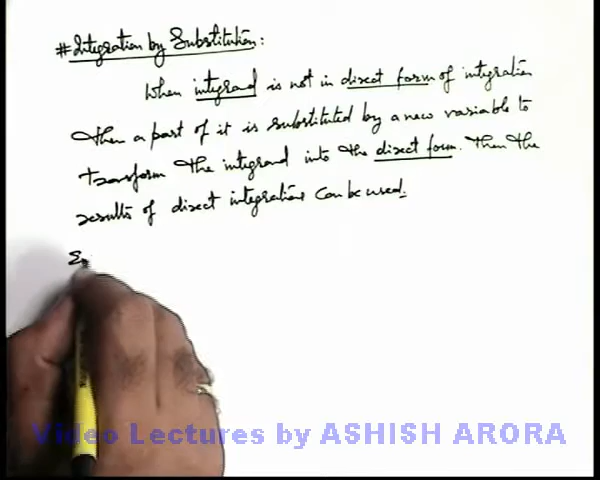 # Integration by Substitution :
When integrand is not in direct form of integration
then a part of it is substituted by a new variable to
transform the integrand into the direct form. Then the
results of direct integrations can be used.
Video Lectures by ASHISH ARORA